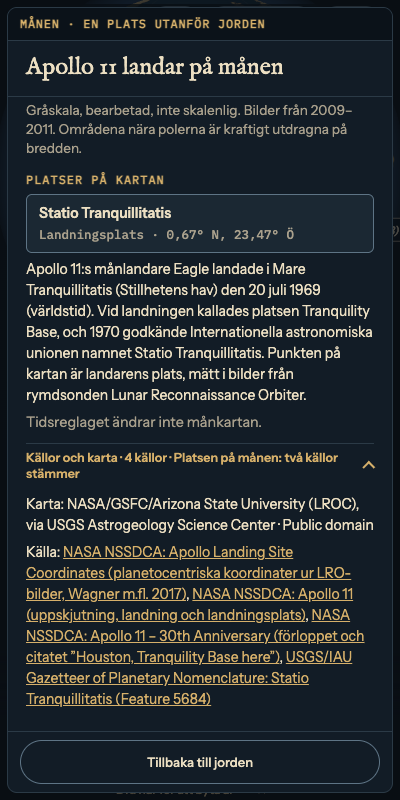 MÅNEN · EN PLATS UTANFÖR JORDEN
Apollo 11 landar på månen
Gråskala, bearbetad, inte skalenlig. Bilder från 2009–
2011. Områdena nära polerna är kraftigt utdragna på
bredden.
PLATSER PÅ KARTAN
Statio Tranquillitatis
Landningsplats · 0,67° N, 23,47° Ö
Apollo 11:s månlandare Eagle landade i Mare
Tranquillitatis (Stillhetens hav) den 20 juli 1969
(världstid). Vid landningen kallades platsen Tranquility
Base, och 1970 godkände Internationella astronomiska
unionen namnet Statio Tranquillitatis. Punkten på
kartan är landarens plats, mätt i bilder från
rymdsonden Lunar Reconnaissance Orbiter.
Tidsreglaget ändrar inte månkartan.
Källor och karta · 4 källor · Platsen på månen: två källor
stämmer
Karta: NASA/GSFC/Arizona State University (LROC),
via USGS Astrogeology Science Center · Public domain
Källa: NASA NSSDCA: Apollo Landing Site
Coordinates (planetocentriska koordinater ur LRO-
bilder, Wagner m.fl. 2017), NASA NSSDCA: Apollo 11
(uppskjutning, landning och landningsplats), NASA
NSSDCA: Apollo 11 – 30th Anniversary (förloppet och
citatet ”Houston, Tranquility Base here”), USGS/IAU
Gazetteer of Planetary Nomenclature: Statio
Tranquillitatis (Feature 5684)
Tillbaka till jorden